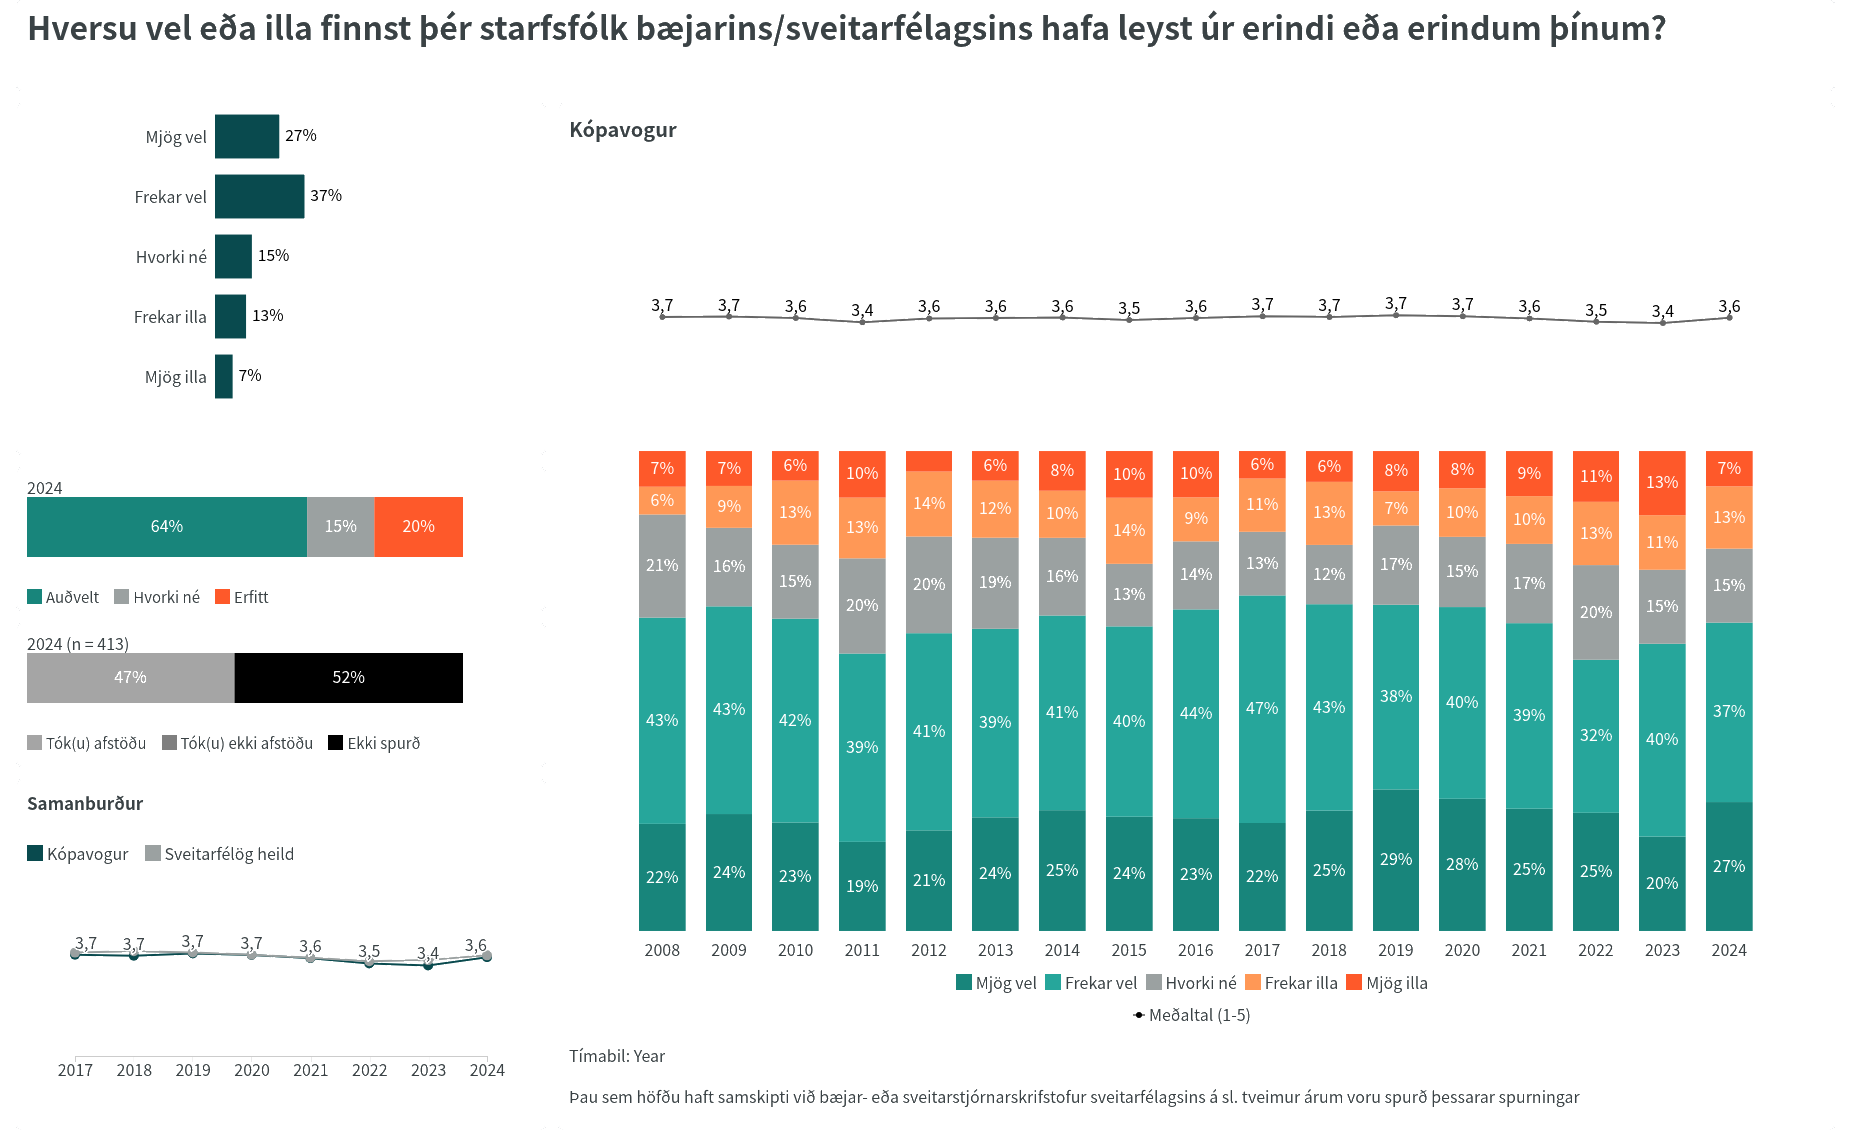 Hversu vel eða illa finnst þér starfsfólk bæjarins/sveitarfélagsins hafa leyst úr erindi eða erindum þínum?
Mjög vel 27%
Frekar vel 37%
Hvorki né 15%
Frekar illa 13%
Mjög illa 7%
2024
64% 15% 20%
Auðvelt Hvorki né Erfitt
2024 (n = 413)
47% 52%
Tók(u) afstöðu Tók(u) ekki afstöðu Ekki spurð
Samanburður
Kópavogur Sveitarfélög heild
3,7 3,7 3,7 3,7 3,6 3,5 3,4 3,6
2017 2018 2019 2020 2021 2022 2023 2024
Kópavogur
3,7 3,7 3,6 3,4 3,6 3,6 3,6 3,5 3,6 3,7 3,7 3,7 3,7 3,6 3,5 3,4 3,6
7% 7% 6% 10% 6% 8% 10% 10% 6% 6% 8% 8% 9% 11% 13% 7%
6% 9% 13% 13% 14% 12% 10% 14% 9% 11% 13% 7% 10% 10% 13% 11% 13%
21% 16% 15% 20% 20% 19% 16% 13% 14% 13% 12% 17% 15% 17% 20% 15% 15%
43% 43% 42% 39% 41% 39% 41% 40% 44% 47% 43% 38% 40% 39% 32% 40% 37%
22% 24% 23% 19% 21% 24% 25% 24% 23% 22% 25% 29% 28% 25% 25% 20% 27%
2008 2009 2010 2011 2012 2013 2014 2015 2016 2017 2018 2019 2020 2021 2022 2023 2024
Mjög vel Frekar vel Hvorki né Frekar illa Mjög illa
Meðaltal (1-5)
Tímabil: Year
Þau sem höfðu haft samskipti við bæjar- eða sveitarstjórnarskrifstofur sveitarfélagsins á sl. tveimur árum voru spurð þessarar spurningar